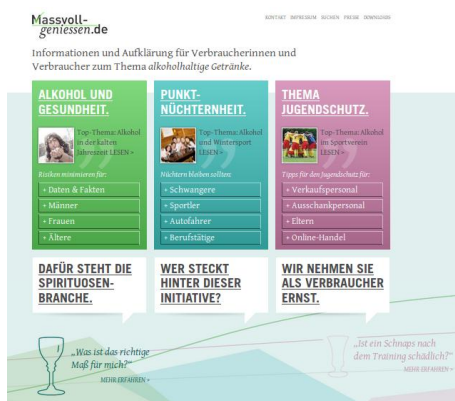 Massvoll-
geniessen.de
KONTAKT IMPRESSUM SUCHEN PRESSE DOWNLOADS
Informationen und Aufklärung für Verbraucherinnen und
Verbraucher zum Thema alkoholhaltige Getränke.
ALKOHOL UND
GESUNDHEIT.
Top-Thema: Alkohol
in der kalten
Jahreszeit LESEN »
Risiken minimieren für:
+ Daten & Fakten
+ Männer
+ Frauen
+ Ältere
PUNKT-
NÜCHTERNHEIT.
Top-Thema: Alkohol
und Wintersport
LESEN »
Nüchtern bleiben sollten:
+ Schwangere
+ Sportler
+ Autofahrer
+ Berufstätige
THEMA
JUGENDSCHUTZ.
Top-Thema: Alkohol
im Sportverein
LESEN »
Tipps für den Jugendschutz für:
+ Verkaufspersonal
+ Ausschankpersonal
+ Eltern
+ Online-Handel
DAFÜR STEHT DIE
SPIRITUOSEN-
BRANCHE.
WER STECKT
HINTER DIESER
INITIATIVE?
WIR NEHMEN SIE
ALS VERBRAUCHER
ERNST.
„Was ist das richtige
Maß für mich?“
MEHR ERFAHREN »
„Ist ein Schnaps nach
dem Training schädlich?“
MEHR ERFAHREN »